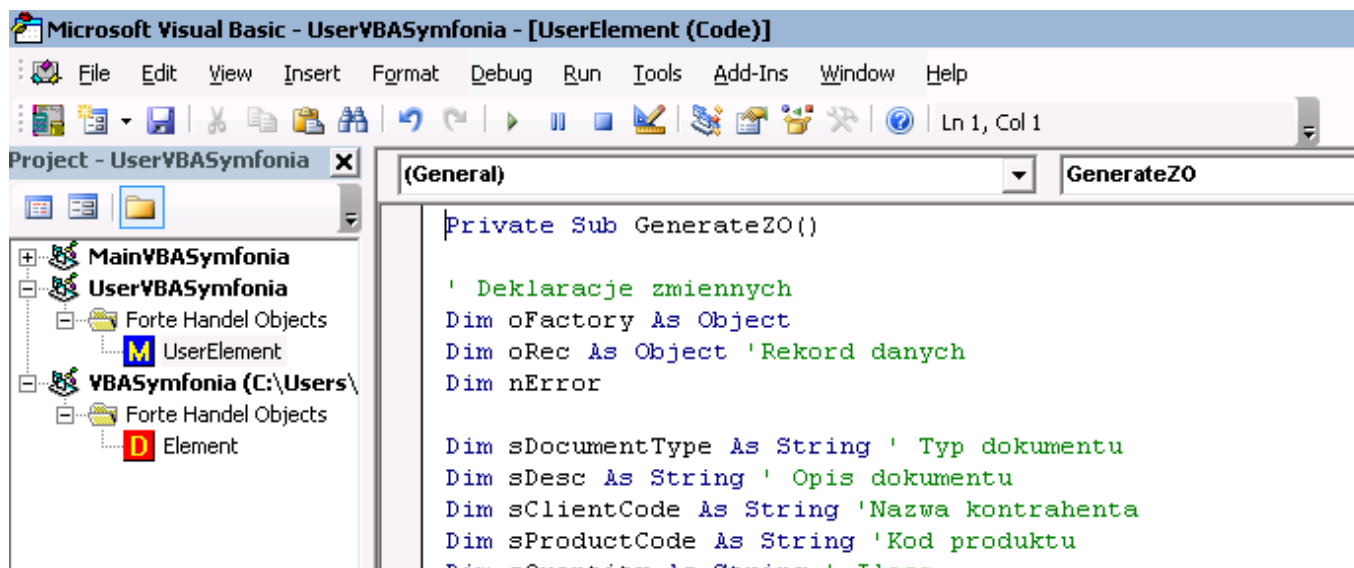 Microsoft Visual Basic - UserVBASymfonia - [UserElement (Code)]
File Edit View Insert Format Debug Run Tools Add-Ins Window Help
Ln 1, Col 1
Project - UserVBASymfonia
(General)
GenerateZO
MainVBASymfonia
UserVBASymfonia
Forte Handel Objects
M UserElement
VBASymfonia (C:\Users\
Forte Handel Objects
D Element
Private Sub GenerateZO()
' Deklaracje zmiennych
Dim oFactory As Object
Dim oRec As Object 'Rekord danych
Dim nError
Dim sDocumentType As String ' Typ dokumentu
Dim sDesc As String ' Opis dokumentu
Dim sClientCode As String 'Nazwa kontrahenta
Dim sProductCode As String 'Kod produktu